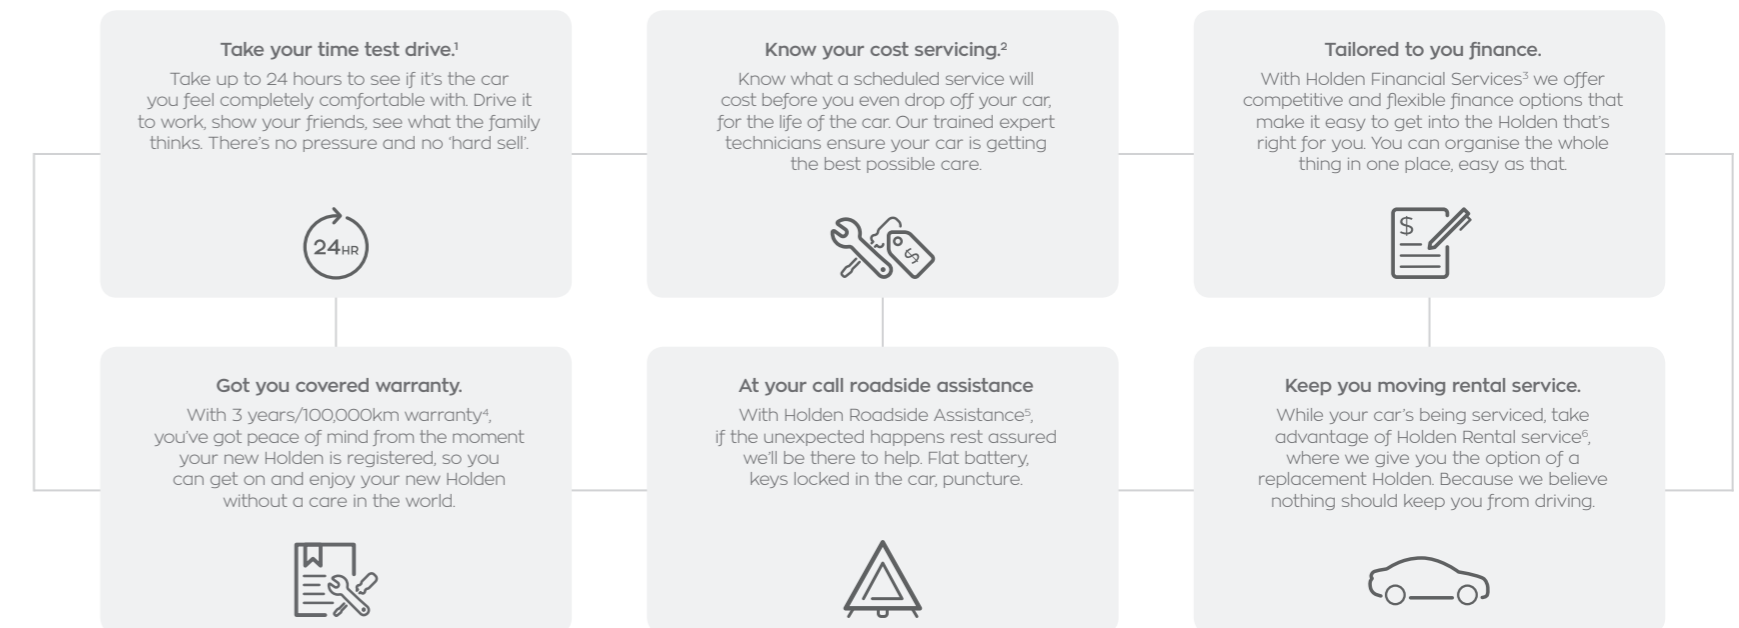 Take your time test drive.¹
Take up to 24 hours to see if it's the car
you feel completely comfortable with. Drive it
to work, show your friends, see what the family
thinks. There's no pressure and no 'hard sell'.
24HR
Know your cost servicing.²
Know what a scheduled service will
cost before you even drop off your car,
for the life of the car. Our trained expert
technicians ensure your car is getting
the best possible care.
$
Tailored to you finance.
With Holden Financial Services³ we offer
competitive and flexible finance options that
make it easy to get into the Holden that's
right for you. You can organise the whole
thing in one place, easy as that.
$
Got you covered warranty.
With 3 years/100,000km warranty⁴,
you've got peace of mind from the moment
your new Holden is registered, so you
can get on and enjoy your new Holden
without a care in the world.
At your call roadside assistance
With Holden Roadside Assistance⁵,
if the unexpected happens rest assured
we'll be there to help. Flat battery,
keys locked in the car, puncture.
Keep you moving rental service.
While your car's being serviced, take
advantage of Holden Rental service⁶,
where we give you the option of a
replacement Holden. Because we believe
nothing should keep you from driving.